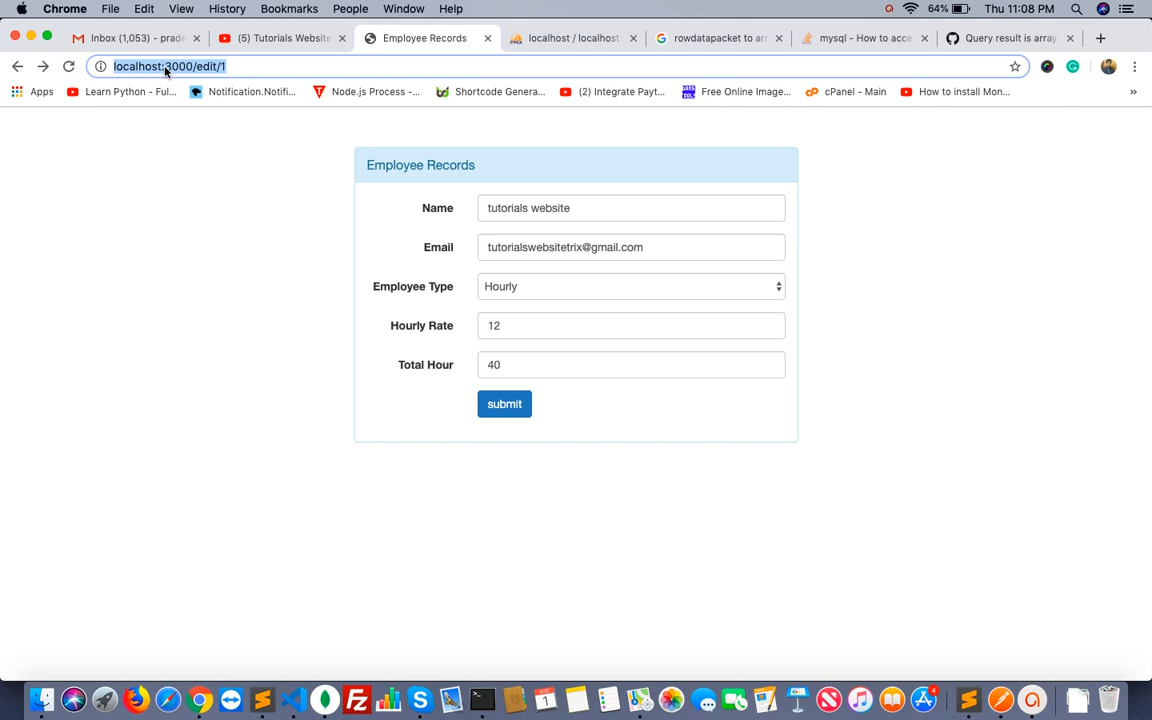 Chrome File Edit View History Bookmarks People Window Help 64% Thu 11:08 PM
Inbox (1,053) - prade (5) Tutorials Website Employee Records localhost / localhost rowdatapacket to arr mysql - How to acce Query result is array
localhost:3000/edit/1
Apps Learn Python - Ful... Notification.Notifi... Node.js Process -... Shortcode Genera... (2) Integrate Payt... Free Online Image... cPanel - Main How to install Mon... »
Employee Records
Name tutorials website
Email tutorialswebsitetrix@gmail.com
Employee Type Hourly
Hourly Rate 12
Total Hour 40
submit
4
1